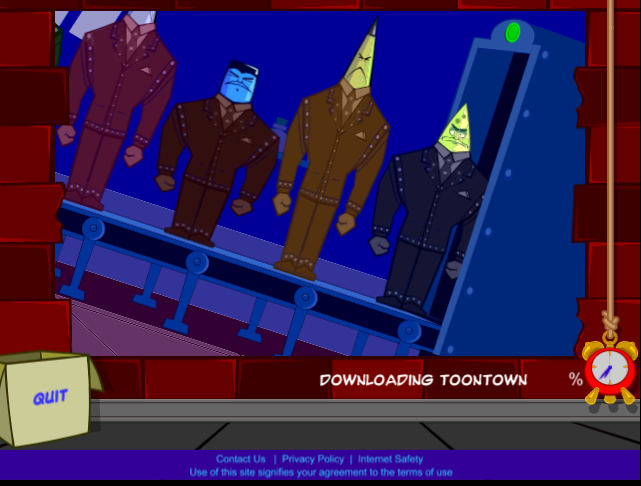 DOWNLOADING TOONTOWN %
QUIT
Contact Us | Privacy Policy | Internet Safety
Use of this site signifies your agreement to the terms of use